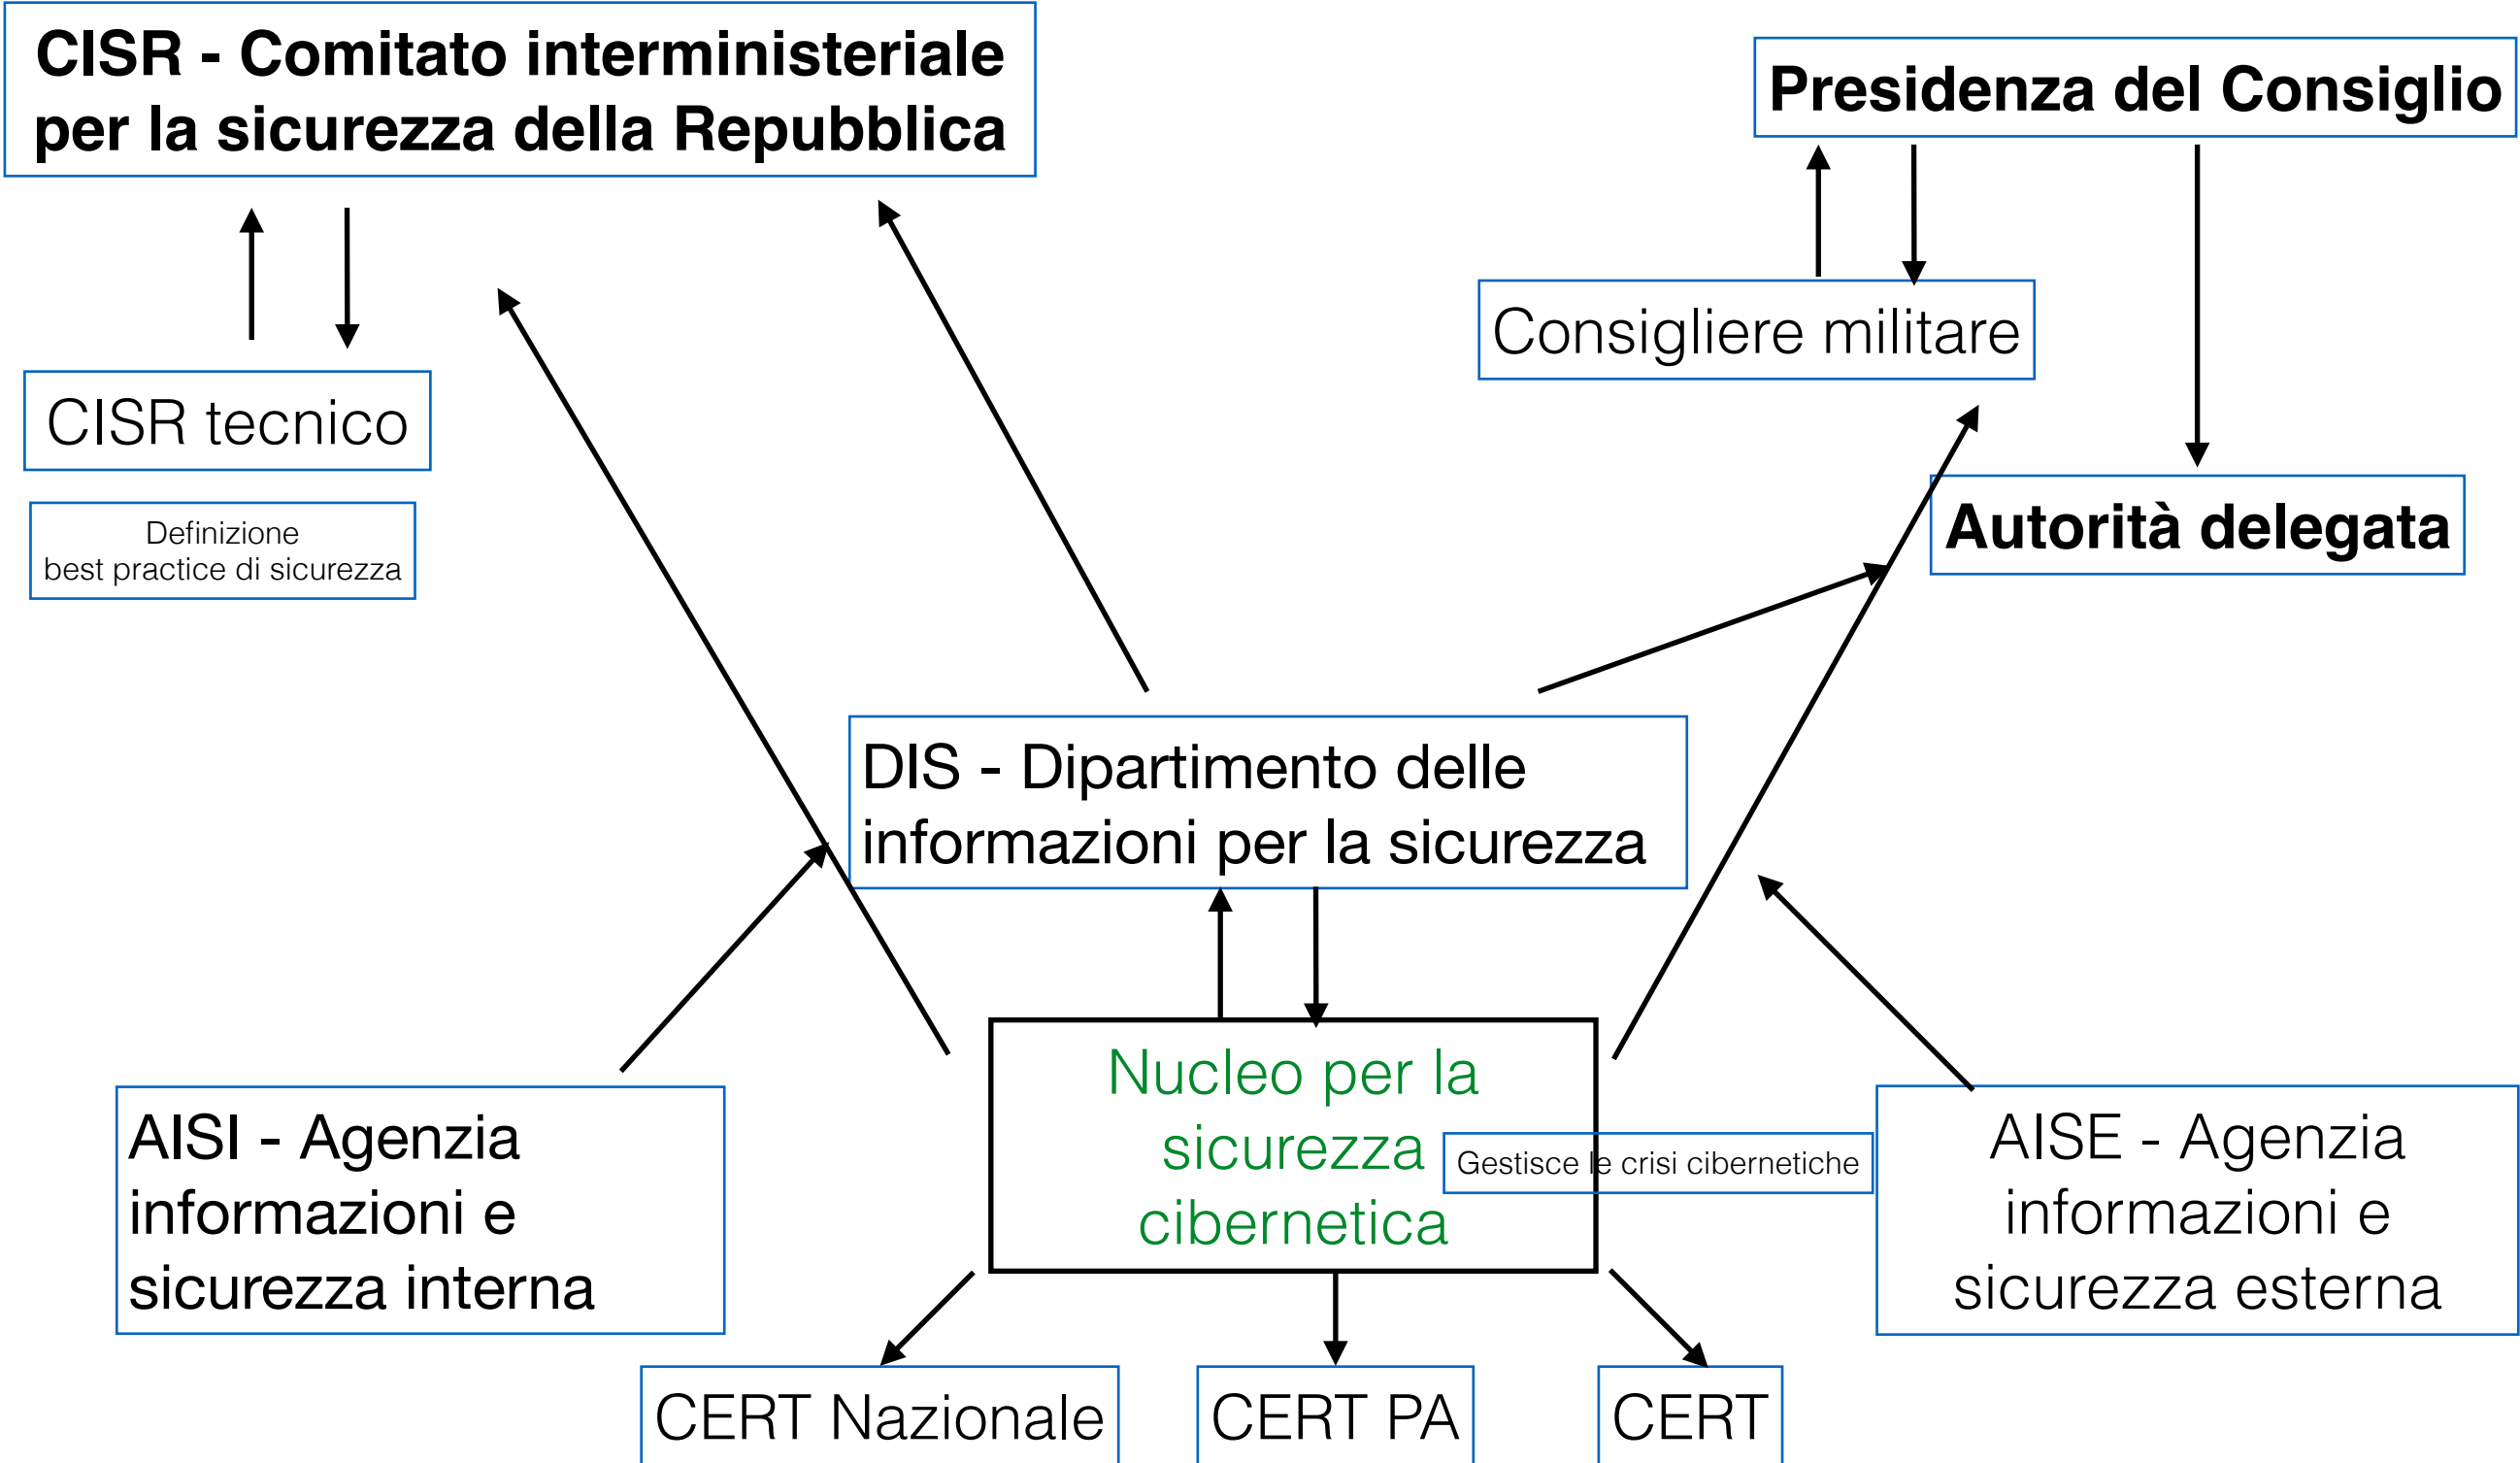 CISR - Comitato interministeriale
per la sicurezza della Repubblica
Presidenza del Consiglio
Consigliere militare
CISR tecnico
Definizione
best practice di sicurezza
Autorità delegata
DIS - Dipartimento delle
informazioni per la sicurezza
AISI - Agenzia
informazioni e
sicurezza interna
Nucleo per la
sicurezza
cibernetica
Gestisce le crisi cibernetiche
AISE - Agenzia
informazioni e
sicurezza esterna
CERT Nazionale
CERT PA
CERT